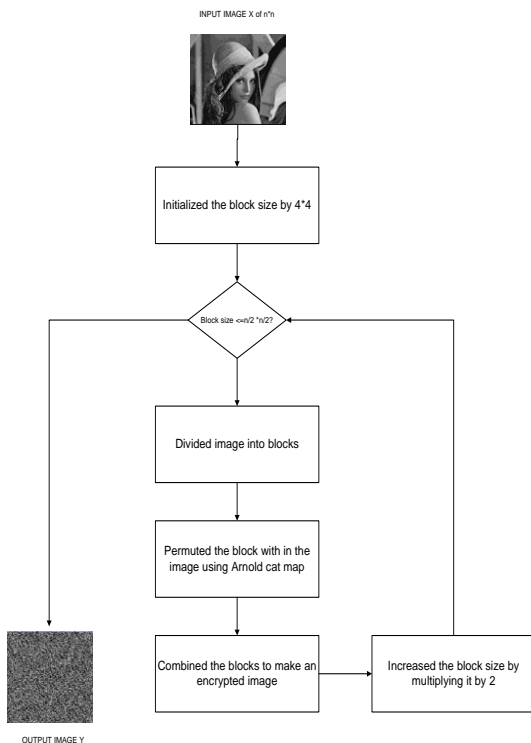 INPUT IMAGE X of n*n
Initialized the block size by 4*4
Block size <=n/2 *n/2?
Divided image into blocks
Permuted the block with in the
image using Arnold cat map
Combined the blocks to make an
encrypted image
Increased the block size by
multiplying it by 2
OUTPUT IMAGE Y